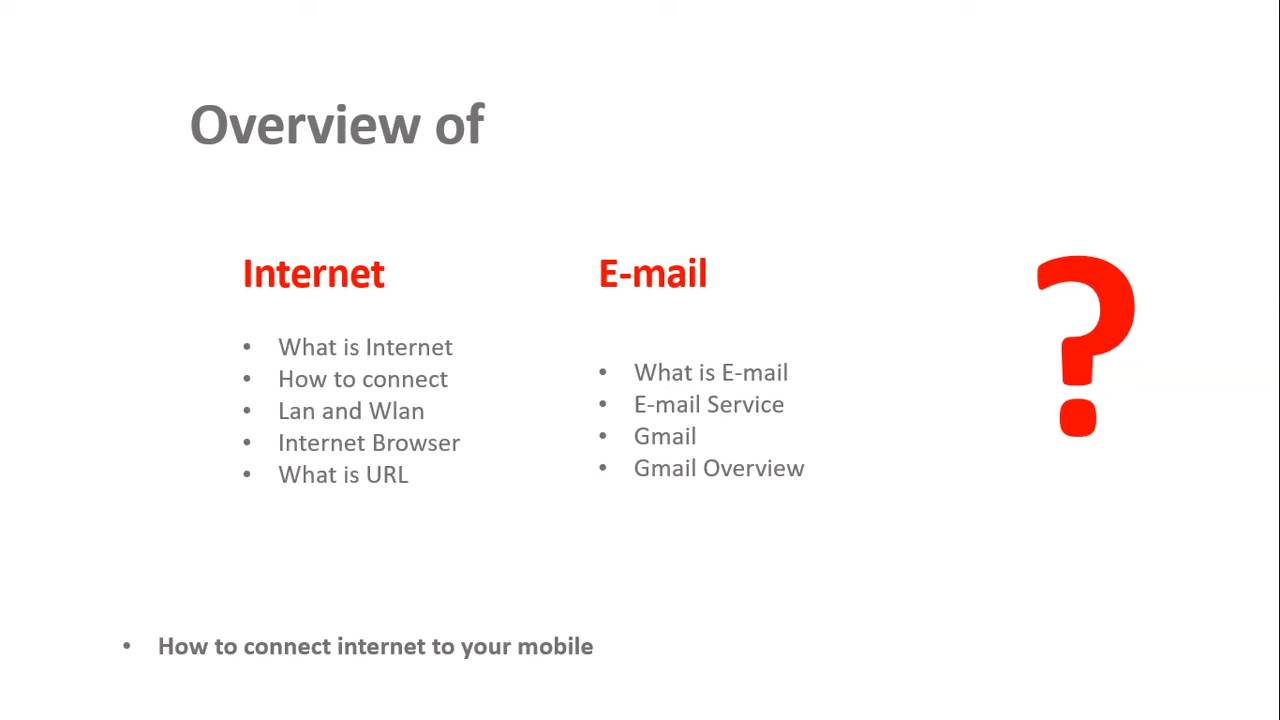 Overview of
Internet
• What is Internet
• How to connect
• Lan and Wlan
• Internet Browser
• What is URL
E-mail
• What is E-mail
• E-mail Service
• Gmail
• Gmail Overview
?
• How to connect internet to your mobile